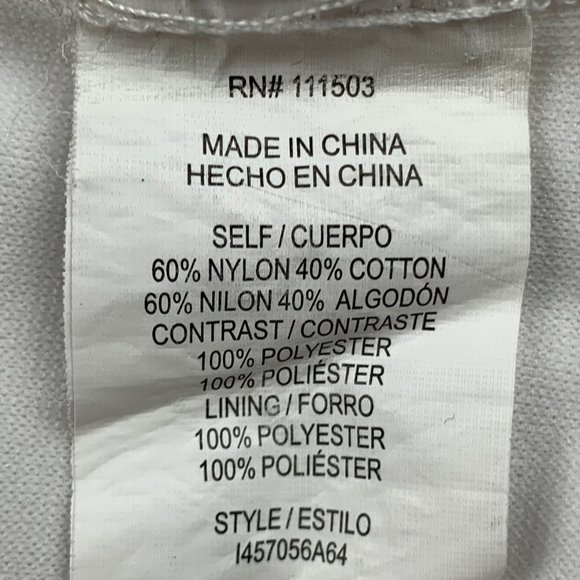 RN# 111503
MADE IN CHINA
HECHO EN CHINA
SELF / CUERPO
60% NYLON 40% COTTON
60% NILON 40% ALGODÓN
CONTRAST / CONTRASTE
100% POLYESTER
100% POLIÉSTER
LINING / FORRO
100% POLYESTER
100% POLIÉSTER
STYLE / ESTILO
I457056A64